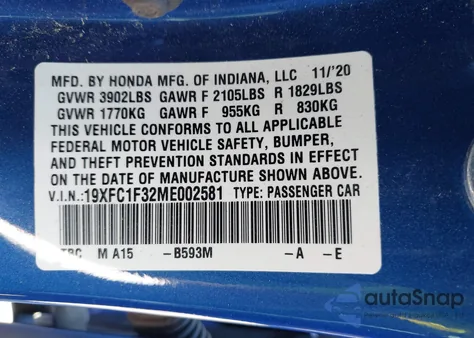 MFD. BY HONDA MFG. OF INDIANA, LLC 11/'20
GVWR 3902LBS GAWR F 2105LBS R 1829LBS
GVWR 1770KG GAWR F 955KG R 830KG
THIS VEHICLE CONFORMS TO ALL APPLICABLE
FEDERAL MOTOR VEHICLE SAFETY, BUMPER,
AND THEFT PREVENTION STANDARDS IN EFFECT
ON THE DATE OF MANUFACTURE SHOWN ABOVE.
V.I.N.:19XFC1F32ME002581 TYPE: PASSENGER CAR
M A15 -B593M -A -E
autoSnap